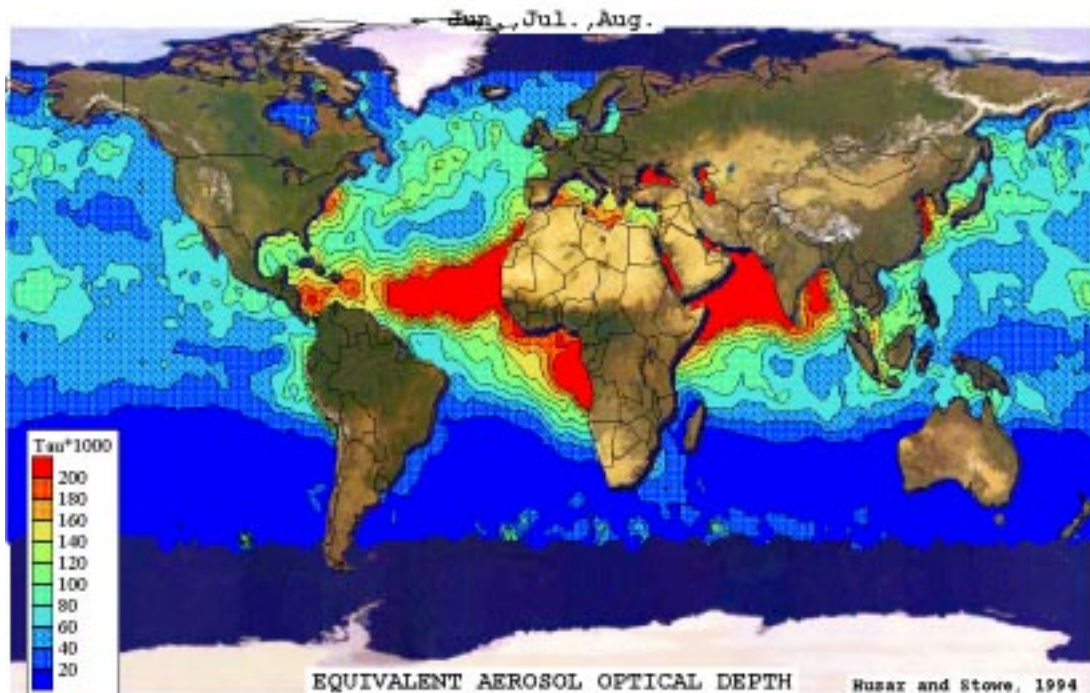 Jun.,Jul.,Aug.
Tau*1000
200
180
160
140
120
100
80
60
40
20
EQUIVALENT AEROSOL OPTICAL DEPTH
Husar and Stowe, 1994